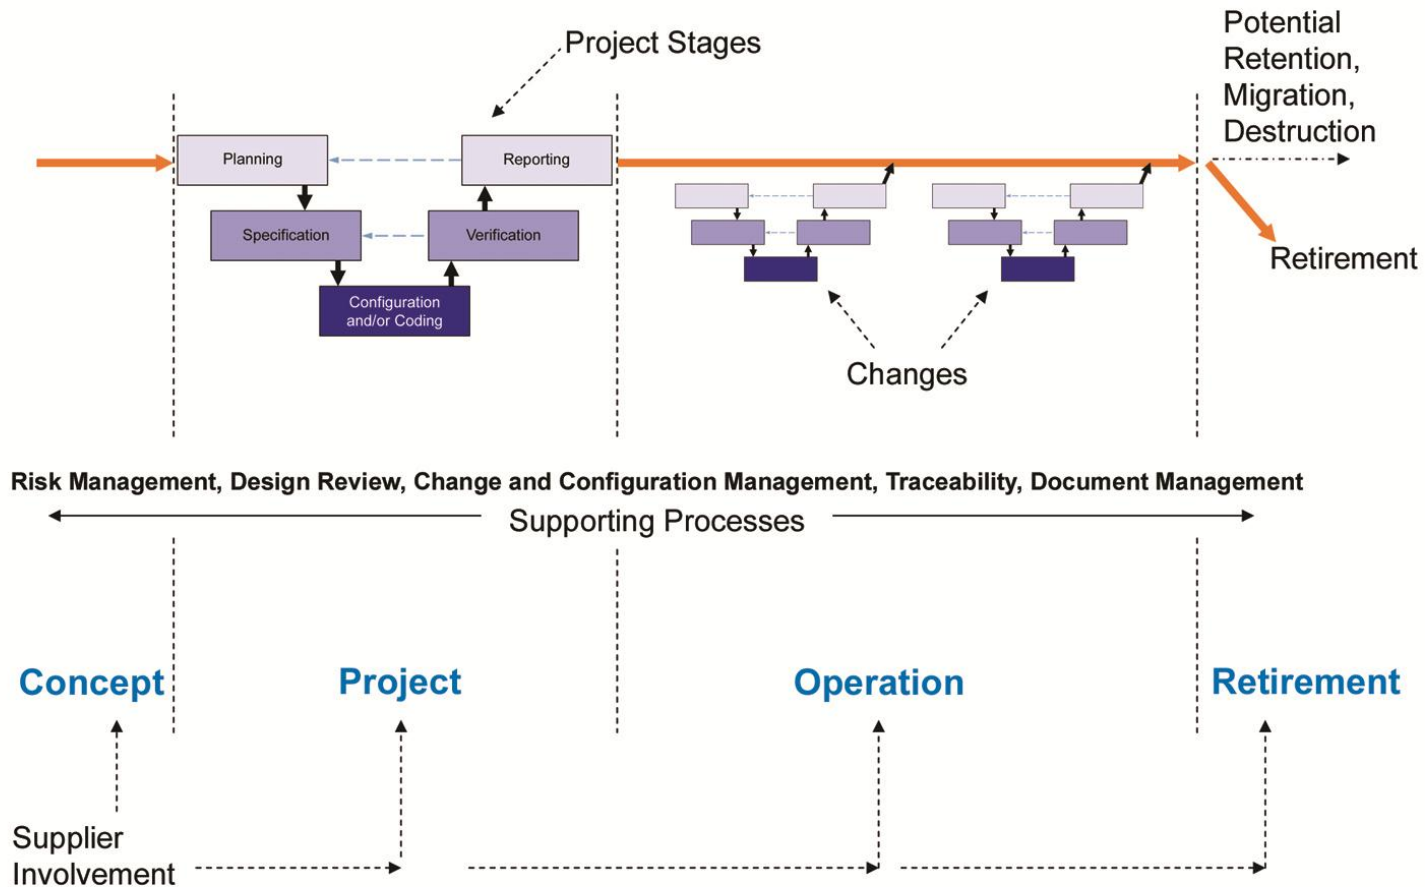 Project Stages
Potential
Retention,
Migration,
Destruction
Planning
Reporting
Specification
Verification
Configuration
and/or Coding
Retirement
Changes
Risk Management, Design Review, Change and Configuration Management, Traceability, Document Management
Supporting Processes
Concept
Project
Operation
Retirement
Supplier
Involvement